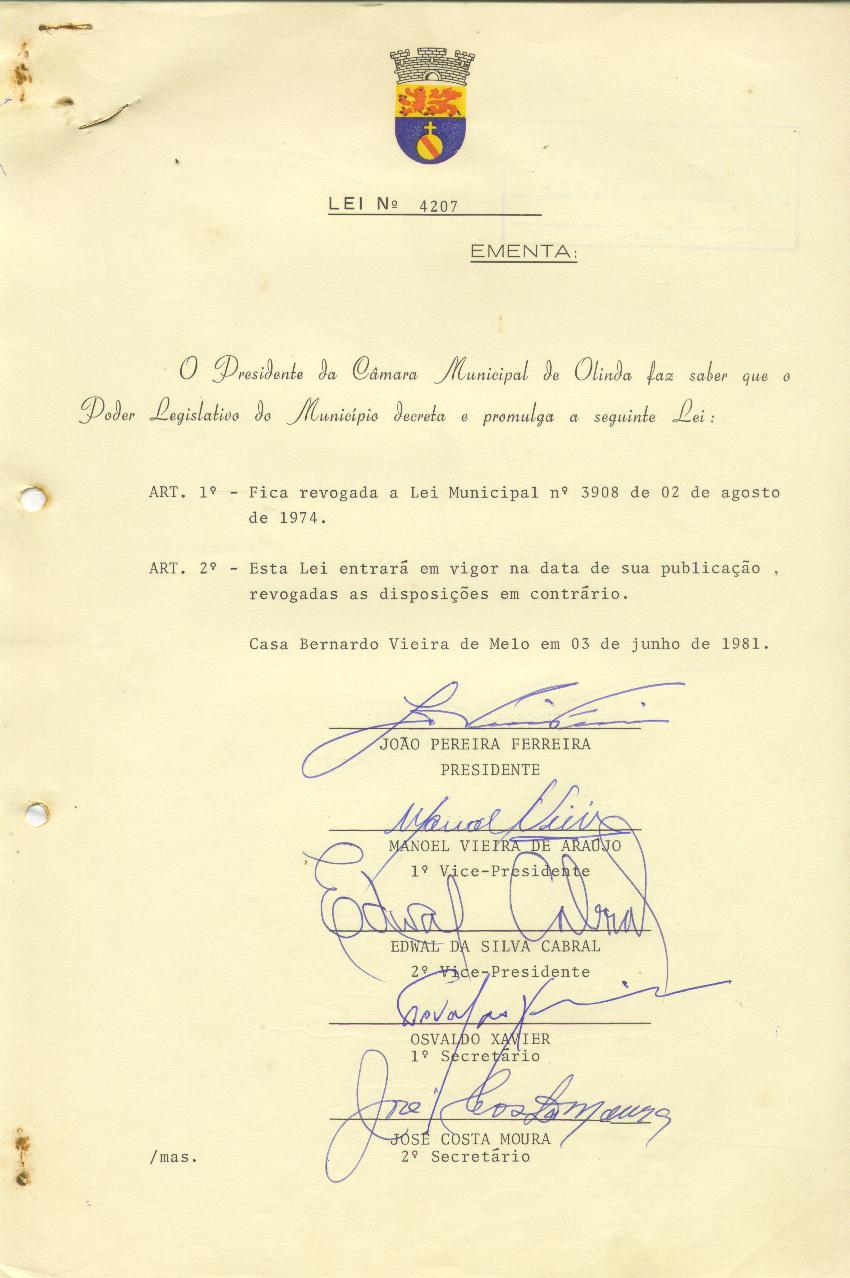 LEI Nº 4207
EMENTA:
O Presidente da Câmara Municipal de Olinda faz saber que o
Poder Legislativo do Município decreta e promulga a seguinte Lei:
ART. 1º - Fica revogada a Lei Municipal nº 3908 de 02 de agosto
de 1974.
ART. 2º - Esta Lei entrará em vigor na data de sua publicação ,
revogadas as disposições em contrário.
Casa Bernardo Vieira de Melo em 03 de junho de 1981.
JOÃO PEREIRA FERREIRA
PRESIDENTE
Manoel Vieira
MANOEL VIEIRA DE ARAÚJO
1º Vice-Presidente
Edwal Cabral
EDWAL DA SILVA CABRAL
2º Vice-Presidente
Osvaldo Xavier
OSVALDO XAVIER
1º Secretário
José Costa Moura
JOSÉ COSTA MOURA
/mas. 2º Secretário